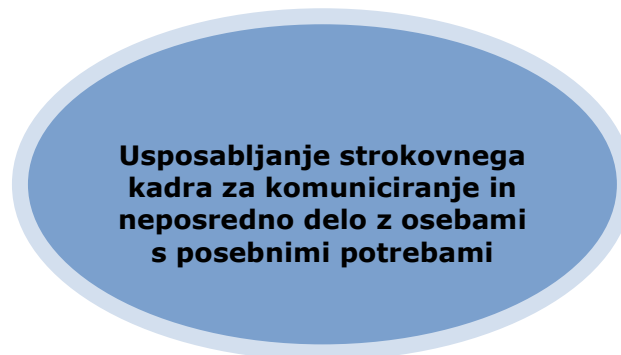 Usposabljanje strokovnega
kadra za komuniciranje in
neposredno delo z osebami
s posebnimi potrebami